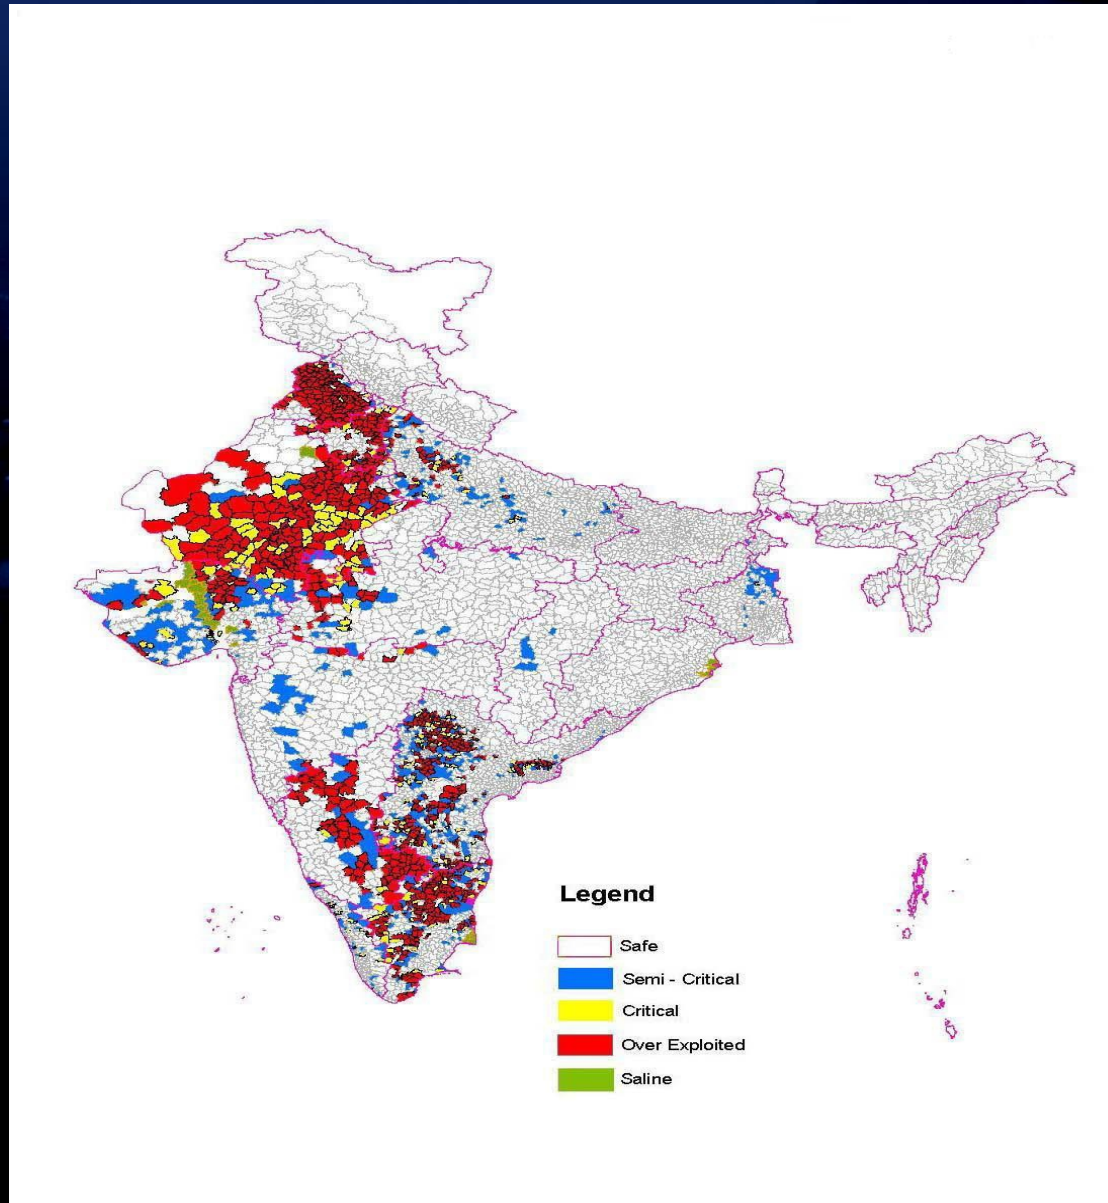 Legend
Safe
Semi - Critical
Critical
Over Exploited
Saline